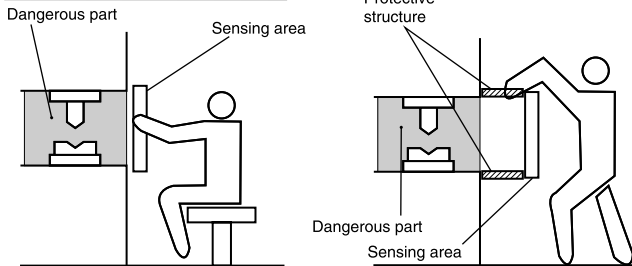 Dangerous part
Sensing area
Protective
structure
Dangerous part
Sensing area